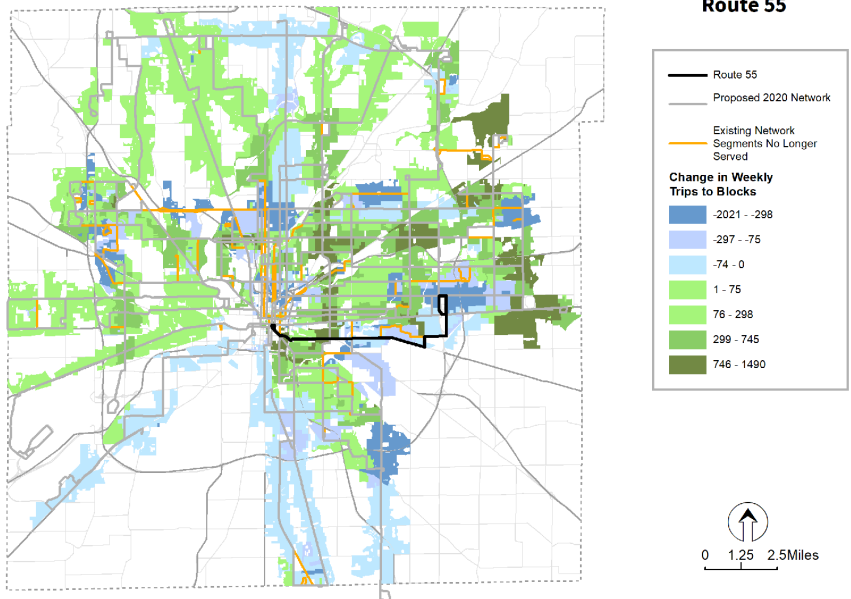 Route 55
Route 55
Proposed 2020 Network
Existing Network
Segments No Longer
Served
Change in Weekly
Trips to Blocks
-2021 - -298
-297 - -75
-74 - 0
1 - 75
76 - 298
299 - 745
746 - 1490
0 1.25 2.5Miles